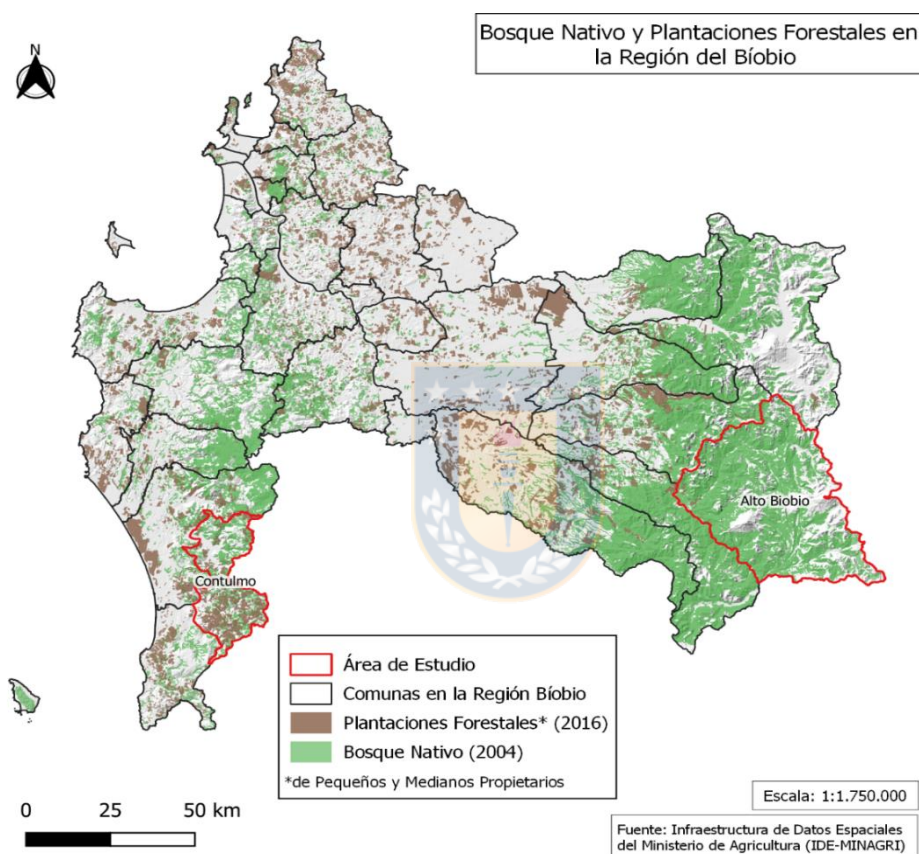 Bosque Nativo y Plantaciones Forestales en
la Región del Bíobio
N
Alto Biobio
Contulmo
Área de Estudio
Comunas en la Región Bíobio
Plantaciones Forestales* (2016)
Bosque Nativo (2004)
*de Pequeños y Medianos Propietarios
0 25 50 km
Escala: 1:1.750.000
Fuente: Infraestructura de Datos Espaciales
del Ministerio de Agricultura (IDE-MINAGRI)